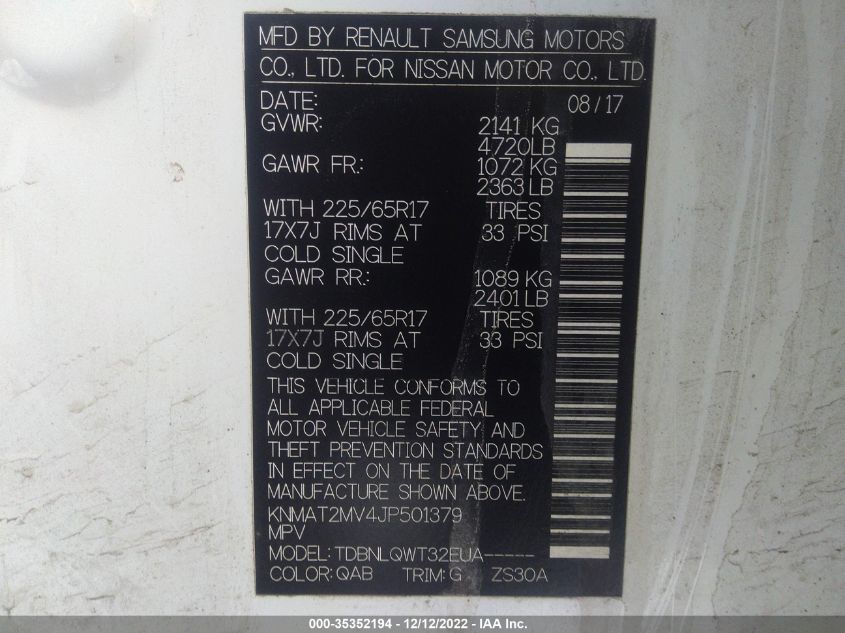 MFD BY RENAULT SAMSUNG MOTORS
CO., LTD. FOR NISSAN MOTOR CO., LTD.
DATE: 08/17
GVWR: 2141 KG
4720LB
GAWR FR.: 1072 KG
2363 LB
WITH 225/65R17 TIRES
17X7J RIMS AT 33 PSI
COLD SINGLE
GAWR RR.: 1089 KG
2401 LB
WITH 225/65R17 TIRES
17X7J RIMS AT 33 PSI
COLD SINGLE
THIS VEHICLE CONFORMS TO
ALL APPLICABLE FEDERAL
MOTOR VEHICLE SAFETY AND
THEFT PREVENTION STANDARDS
IN EFFECT ON THE DATE OF
MANUFACTURE SHOWN ABOVE.
KNMAT2MV4JP501379
MPV
MODEL: TDBNLQWT32EUA-----
COLOR: QAB TRIM: G ZS30A
000-35352194 - 12/12/2022 - IAA Inc.